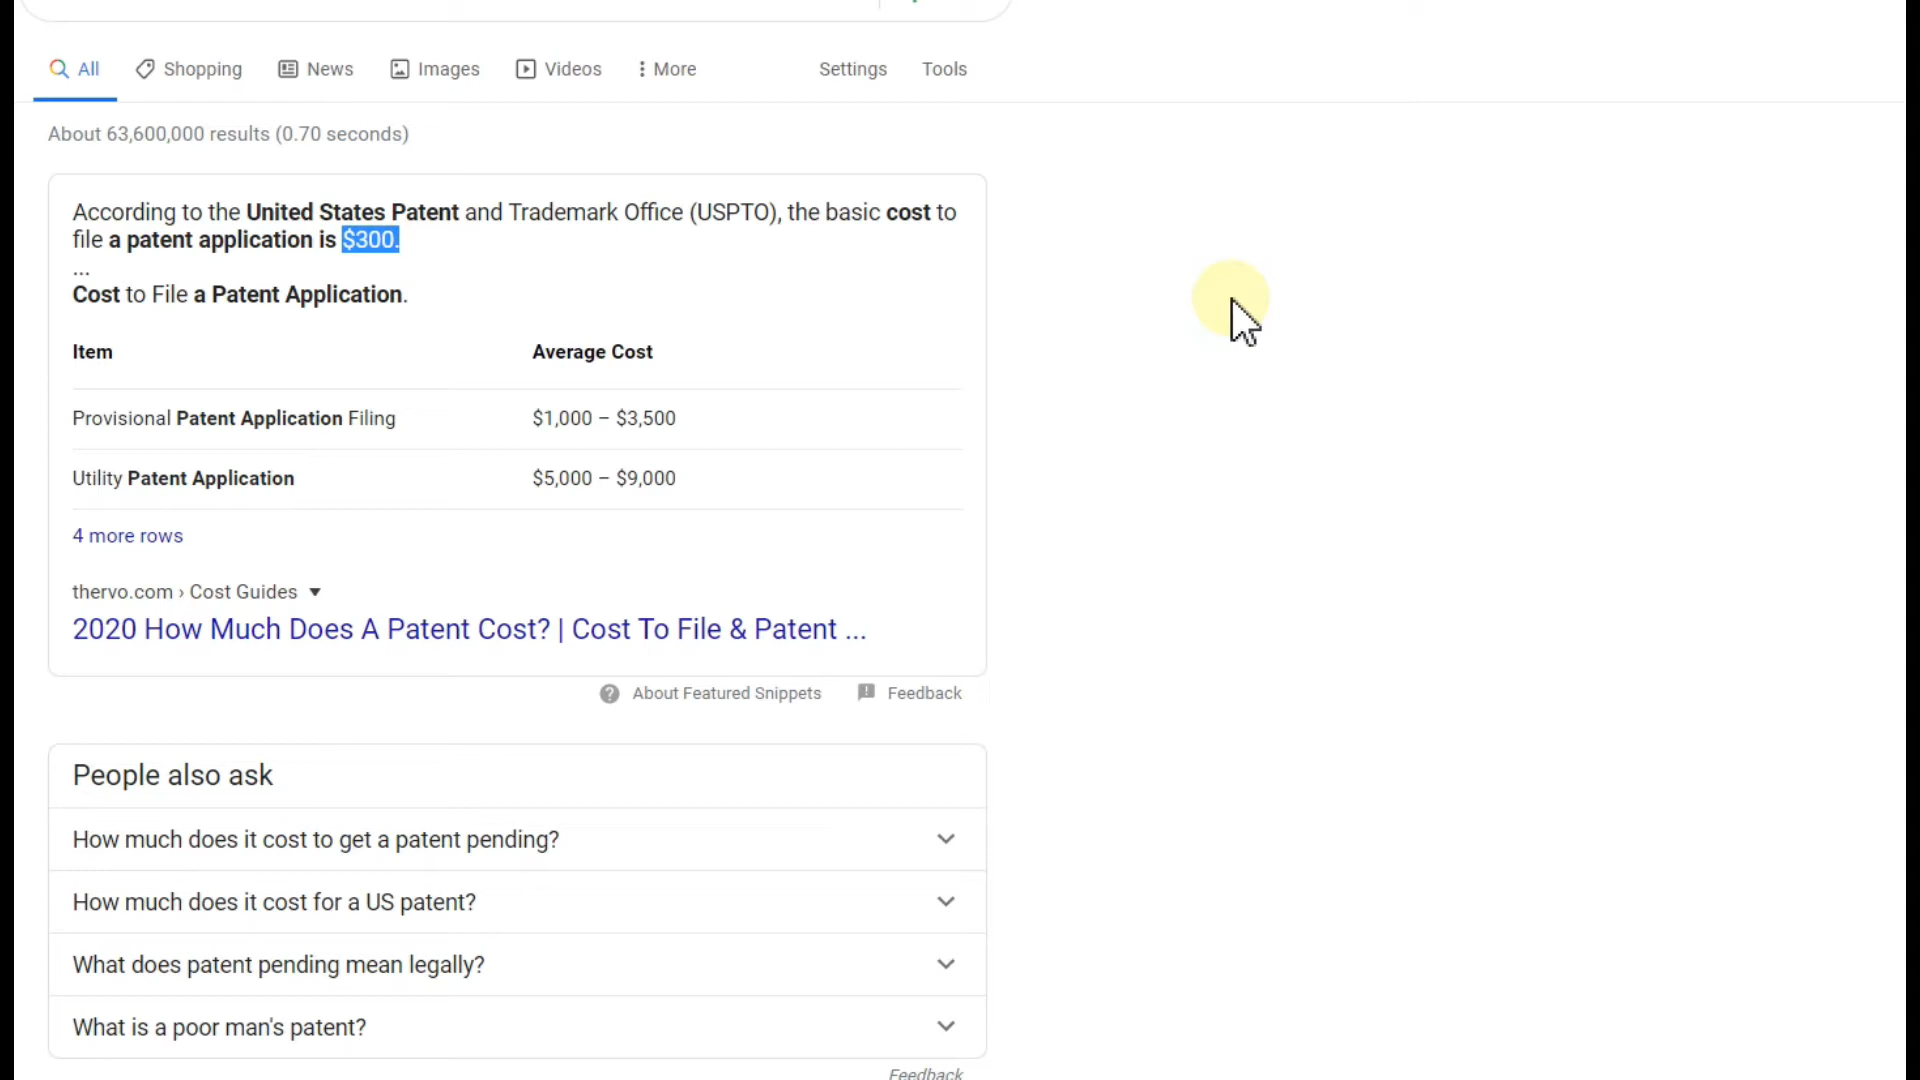 All Shopping News Images Videos More Settings Tools
About 63,600,000 results (0.70 seconds)
According to the United States Patent and Trademark Office (USPTO), the basic cost to
file a patent application is $300.
...
Cost to File a Patent Application.
Item Average Cost
Provisional Patent Application Filing $1,000 – $3,500
Utility Patent Application $5,000 – $9,000
4 more rows
thervo.com › Cost Guides
2020 How Much Does A Patent Cost? | Cost To File & Patent ...
About Featured Snippets Feedback
People also ask
How much does it cost to get a patent pending?
How much does it cost for a US patent?
What does patent pending mean legally?
What is a poor man's patent?
Feedback